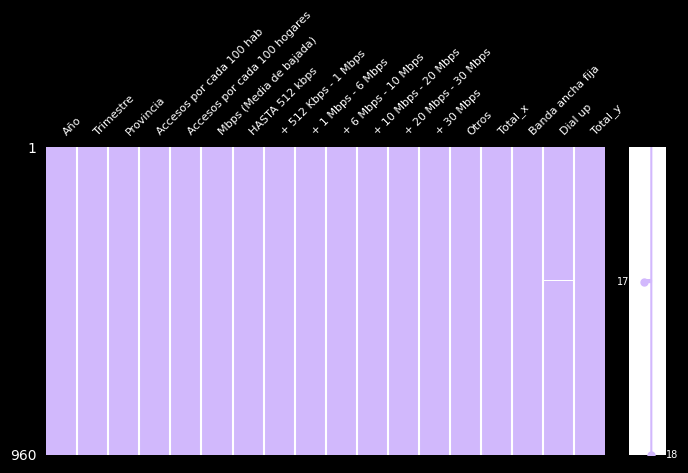 Año
Trimestre
Provincia
Accesos por cada 100 hab
Accesos por cada 100 hogares
Mbps (Media de bajada)
HASTA 512 kbps
+ 512 Kbps - 1 Mbps
+ 1 Mbps - 6 Mbps
+ 6 Mbps - 10 Mbps
+ 10 Mbps - 20 Mbps
+ 20 Mbps - 30 Mbps
+ 30 Mbps
Otros
Total_x
Banda ancha fija
Dial up
Total_y
1
17
960
18